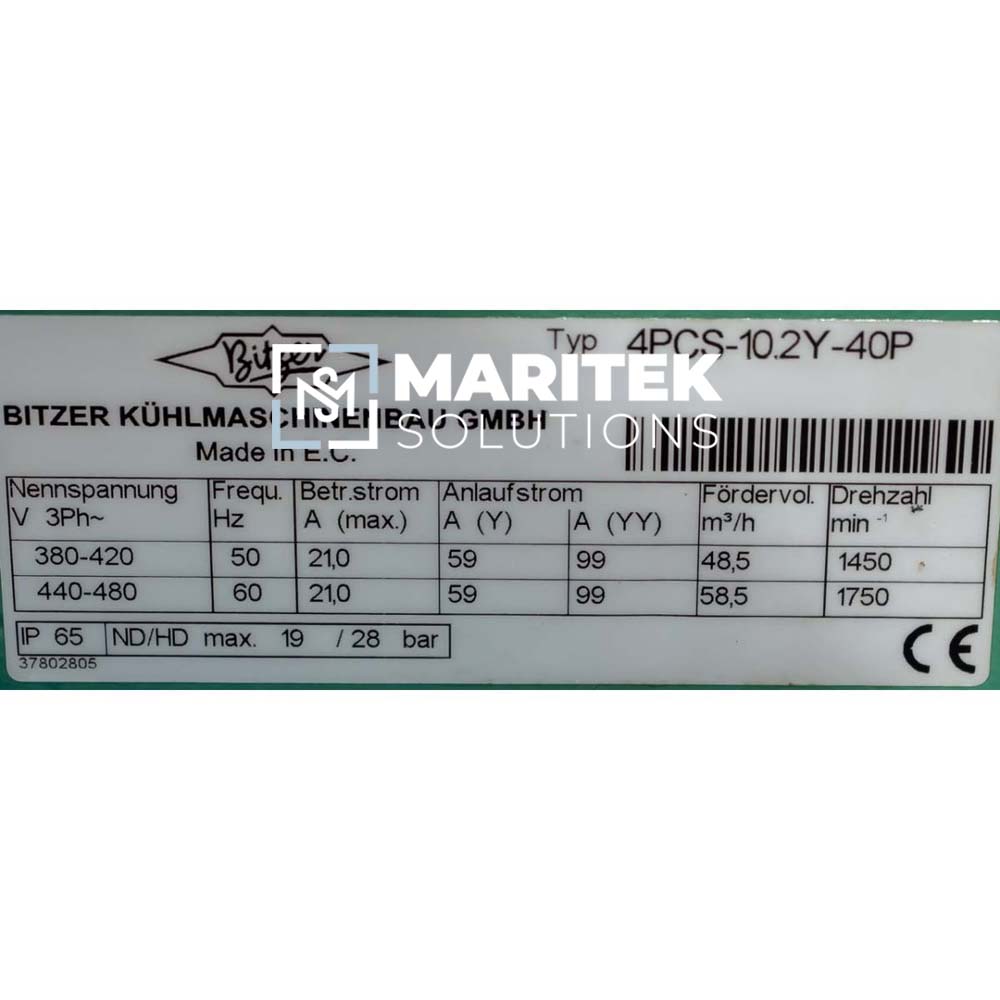 Bitzer
Typ 4PCS-10.2Y-40P
MARITEK
SOLUTIONS
BITZER KÜHLMASCHINENBAU GMBH
Made in E.C.
Nennspannung Frequ. Betr.strom Anlaufstrom Fördervol. Drehzahl
V 3Ph~ Hz A (max.) A (Y) A (YY) m³/h min ⁻¹
380-420 50 21,0 59 99 48,5 1450
440-480 60 21,0 59 99 58,5 1750
IP 65 ND/HD max. 19 / 28 bar
37802805
CE